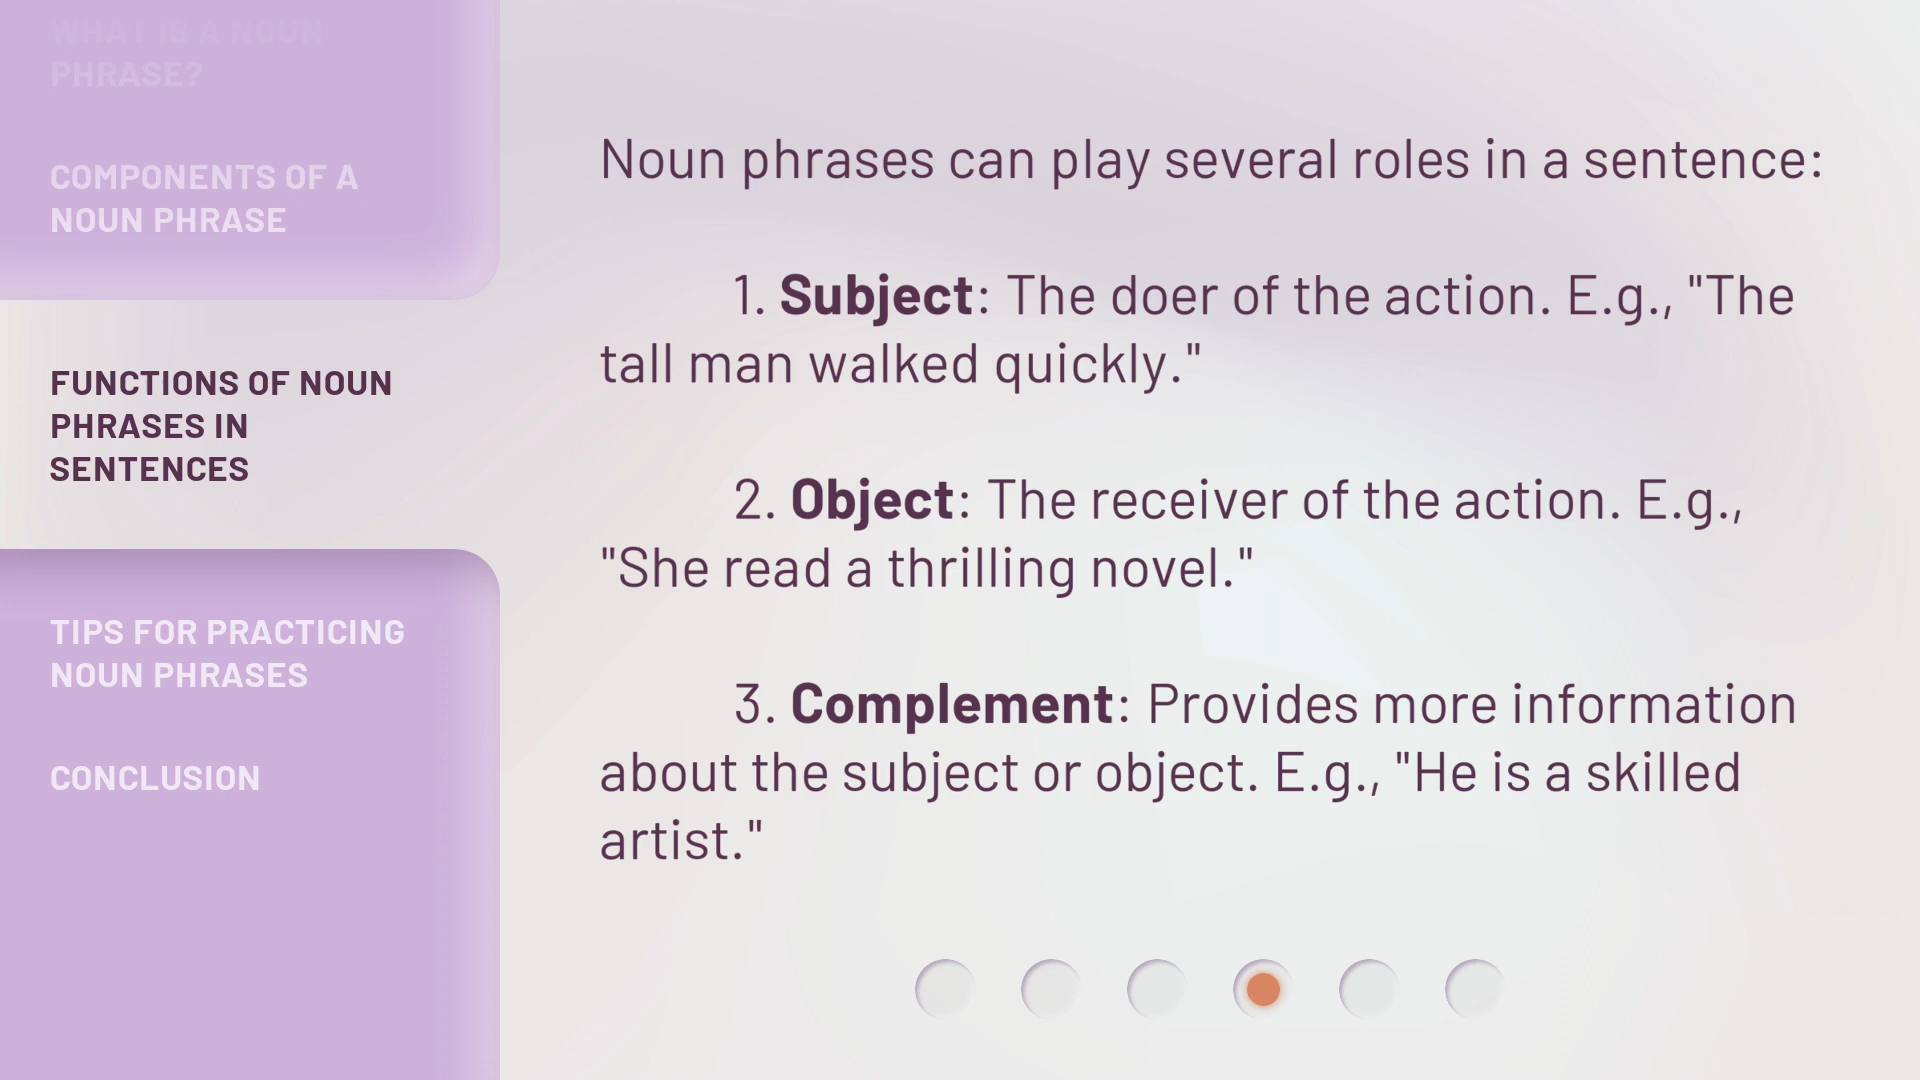 WHAT IS A NOUN
PHRASE?
COMPONENTS OF A
NOUN PHRASE
FUNCTIONS OF NOUN
PHRASES IN
SENTENCES
TIPS FOR PRACTICING
NOUN PHRASES
CONCLUSION
Noun phrases can play several roles in a sentence:
1. Subject: The doer of the action. E.g., "The
tall man walked quickly."
2. Object: The receiver of the action. E.g.,
"She read a thrilling novel."
3. Complement: Provides more information
about the subject or object. E.g., "He is a skilled
artist."